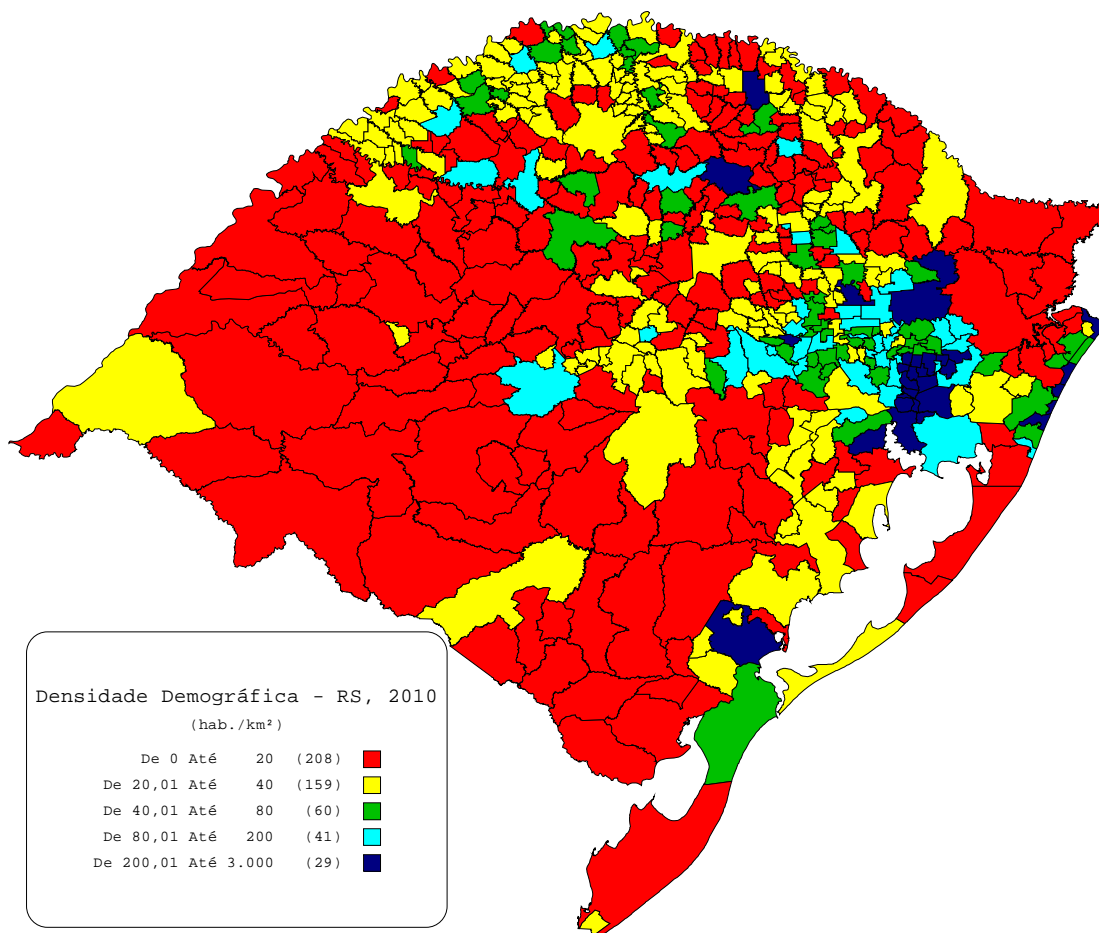 Densidade Demográfica - RS, 2010
(hab./km²)
De 0 Até 20 (208)
De 20,01 Até 40 (159)
De 40,01 Até 80 (60)
De 80,01 Até 200 (41)
De 200,01 Até 3.000 (29)